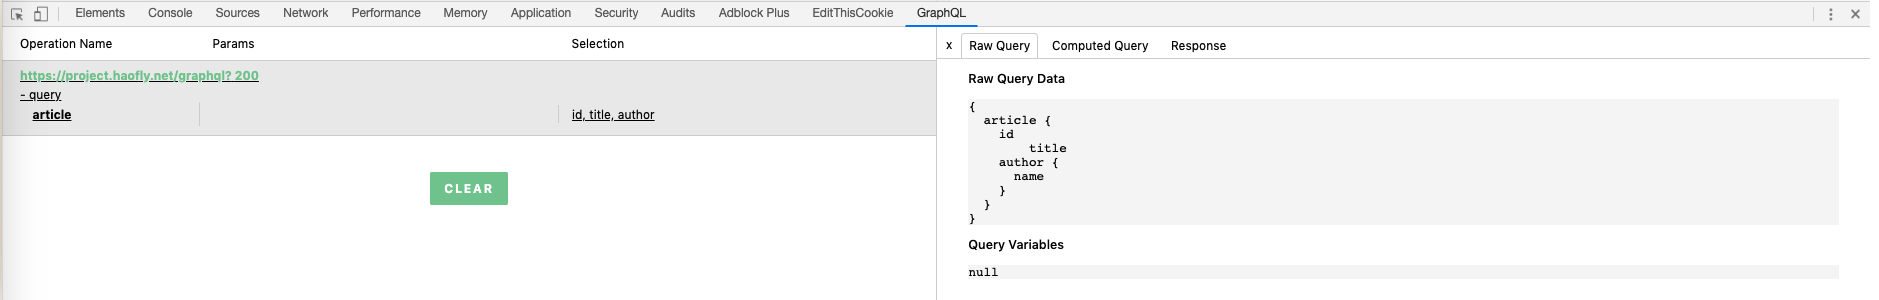 Elements Console Sources Network Performance Memory Application Security Audits Adblock Plus EditThisCookie GraphQL
Operation Name Params Selection
https://project.haofly.net/graphql? 200
- query
article id, title, author
CLEAR
x Raw Query Computed Query Response
Raw Query Data
{
  article {
    id
        title
    author {
      name
    }
  }
}
Query Variables
null